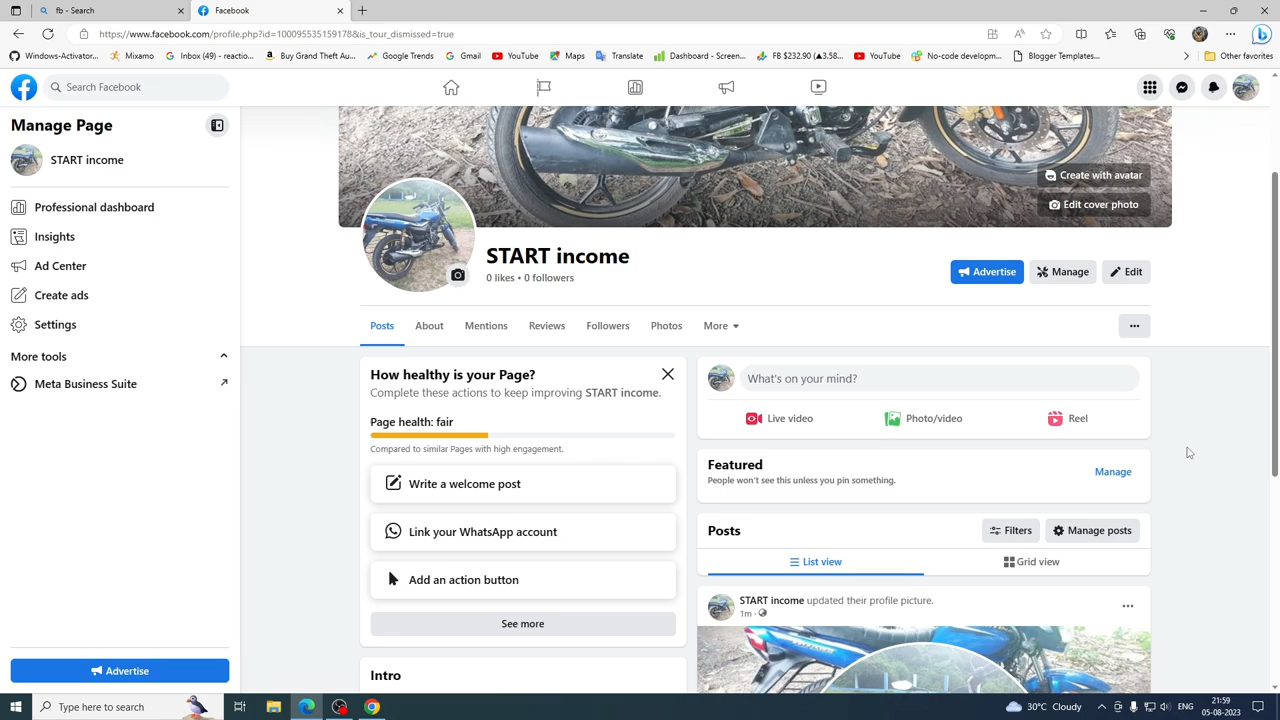 fb - Search
Facebook
https://www.facebook.com/profile.php?id=100095535159178&is_tour_dismissed=true
Windows-Activator...
Mixamo
Inbox (49) - reactio...
Buy Grand Theft Au...
Google Trends
Gmail
YouTube
Maps
Translate
Dashboard - Screen...
FB $232.90 (▲3.58...
YouTube
No-code developm...
Blogger Templates...
Other favorites
Search Facebook
Manage Page
START income
Professional dashboard
Insights
Ad Center
Create ads
Settings
More tools
Meta Business Suite
Advertise
Create with avatar
Edit cover photo
START income
0 likes • 0 followers
Advertise
Manage
Edit
Posts
About
Mentions
Reviews
Followers
Photos
More
How healthy is your Page?
Complete these actions to keep improving START income.
Page health: fair
Compared to similar Pages with high engagement.
Write a welcome post
Link your WhatsApp account
Add an action button
See more
Intro
What's on your mind?
Live video
Photo/video
Reel
Featured
People won't see this unless you pin something.
Manage
Posts
Filters
Manage posts
List view
Grid view
START income updated their profile picture.
1m ·
Type here to search
30°C Cloudy
ENG
21:59
05-08-2023